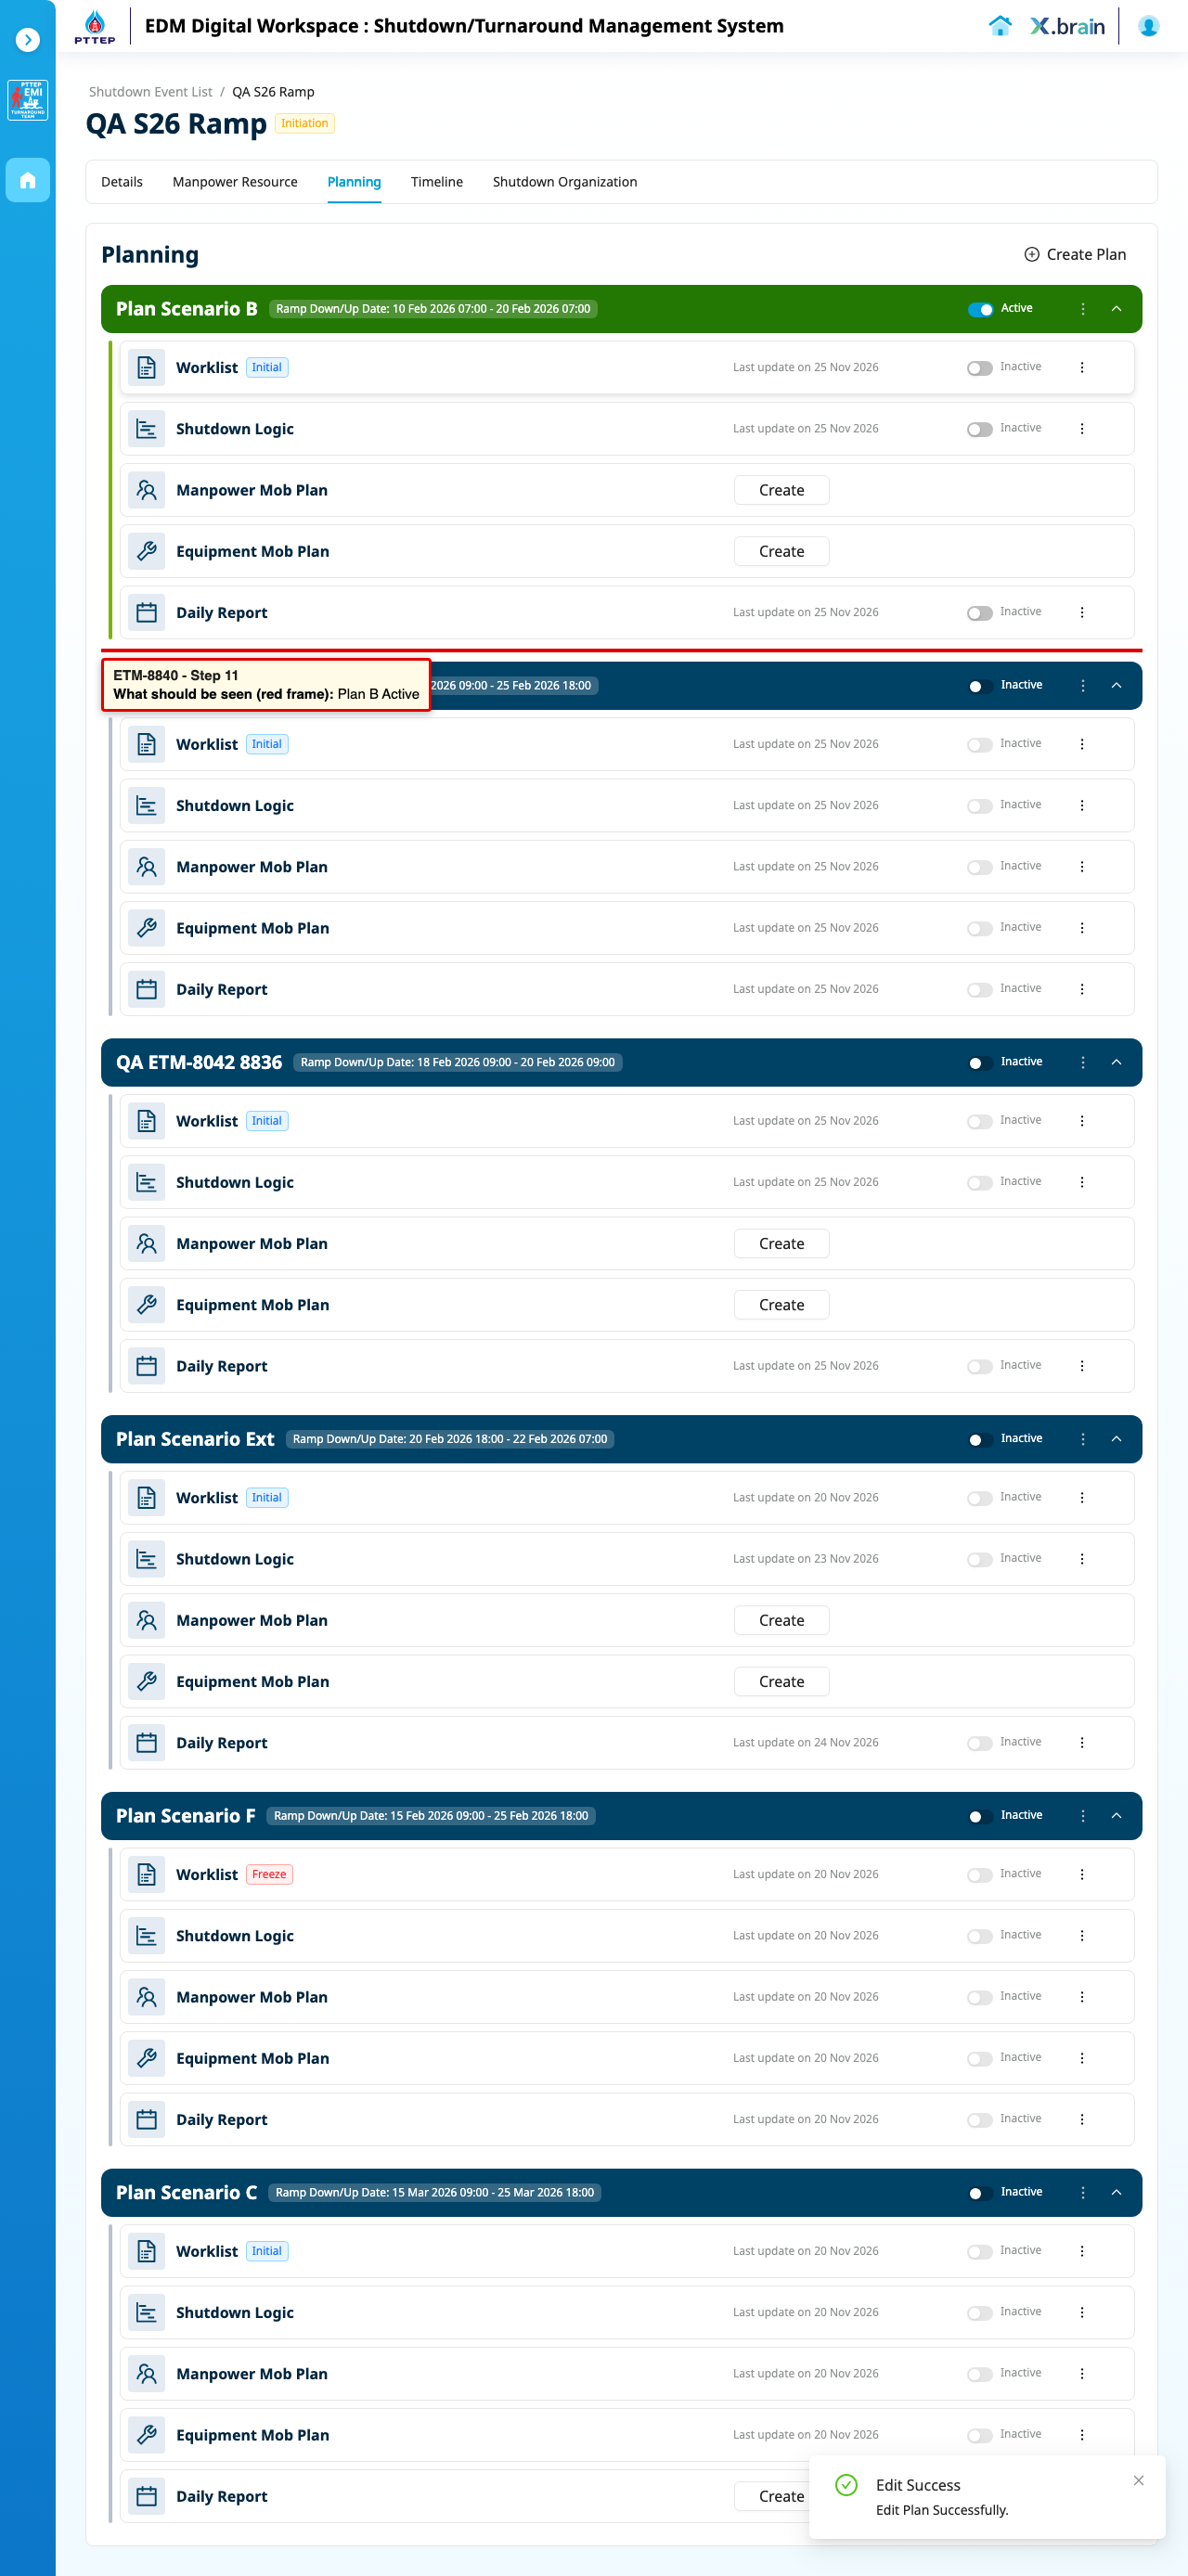 EDM Digital Workspace : Shutdown/Turnaround Management System
PTTEP
X.brain
PTTEP
EMI
TURNAROUND
TEAM
Shutdown Event List / QA S26 Ramp
QA S26 Ramp Initiation
Details Manpower Resource Planning Timeline Shutdown Organization
Planning Create Plan
Plan Scenario B Ramp Down/Up Date: 10 Feb 2026 07:00 - 20 Feb 2026 07:00 Active
Worklist Initial Last update on 25 Nov 2026 Inactive
Shutdown Logic Last update on 25 Nov 2026 Inactive
Manpower Mob Plan Create
Equipment Mob Plan Create
Daily Report Last update on 25 Nov 2026 Inactive
ETM-8840 - Step 11
What should be seen (red frame): Plan B Active
2026 09:00 - 25 Feb 2026 18:00 Inactive
Worklist Initial Last update on 25 Nov 2026 Inactive
Shutdown Logic Last update on 25 Nov 2026 Inactive
Manpower Mob Plan Last update on 25 Nov 2026 Inactive
Equipment Mob Plan Last update on 25 Nov 2026 Inactive
Daily Report Last update on 25 Nov 2026 Inactive
QA ETM-8042 8836 Ramp Down/Up Date: 18 Feb 2026 09:00 - 20 Feb 2026 09:00 Inactive
Worklist Initial Last update on 25 Nov 2026 Inactive
Shutdown Logic Last update on 25 Nov 2026 Inactive
Manpower Mob Plan Create
Equipment Mob Plan Create
Daily Report Last update on 25 Nov 2026 Inactive
Plan Scenario Ext Ramp Down/Up Date: 20 Feb 2026 18:00 - 22 Feb 2026 07:00 Inactive
Worklist Initial Last update on 20 Nov 2026 Inactive
Shutdown Logic Last update on 23 Nov 2026 Inactive
Manpower Mob Plan Create
Equipment Mob Plan Create
Daily Report Last update on 24 Nov 2026 Inactive
Plan Scenario F Ramp Down/Up Date: 15 Feb 2026 09:00 - 25 Feb 2026 18:00 Inactive
Worklist Freeze Last update on 20 Nov 2026 Inactive
Shutdown Logic Last update on 20 Nov 2026 Inactive
Manpower Mob Plan Last update on 20 Nov 2026 Inactive
Equipment Mob Plan Last update on 20 Nov 2026 Inactive
Daily Report Last update on 20 Nov 2026 Inactive
Plan Scenario C Ramp Down/Up Date: 15 Mar 2026 09:00 - 25 Mar 2026 18:00 Inactive
Worklist Initial Last update on 20 Nov 2026 Inactive
Shutdown Logic Last update on 20 Nov 2026 Inactive
Manpower Mob Plan Last update on 20 Nov 2026 Inactive
Equipment Mob Plan Last update on 20 Nov 2026 Inactive
Daily Report Create
Edit Success
Edit Plan Successfully.